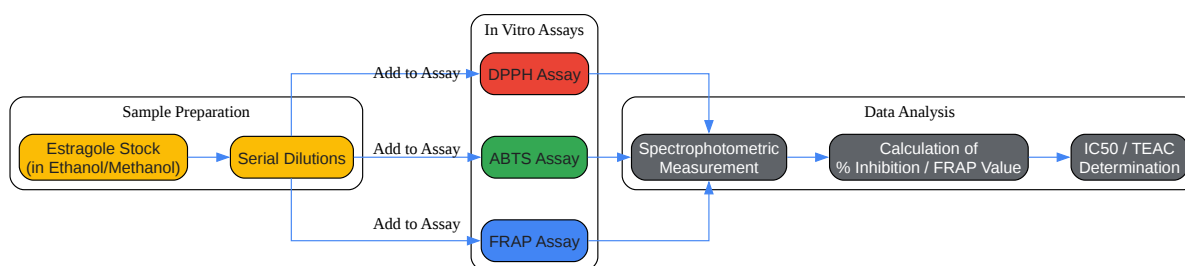 Sample Preparation
Estragole Stock
(in Ethanol/Methanol)
Serial Dilutions
Add to Assay
Add to Assay
Add to Assay
In Vitro Assays
DPPH Assay
ABTS Assay
FRAP Assay
Data Analysis
Spectrophotometric
Measurement
Calculation of
% Inhibition / FRAP Value
IC50 / TEAC
Determination